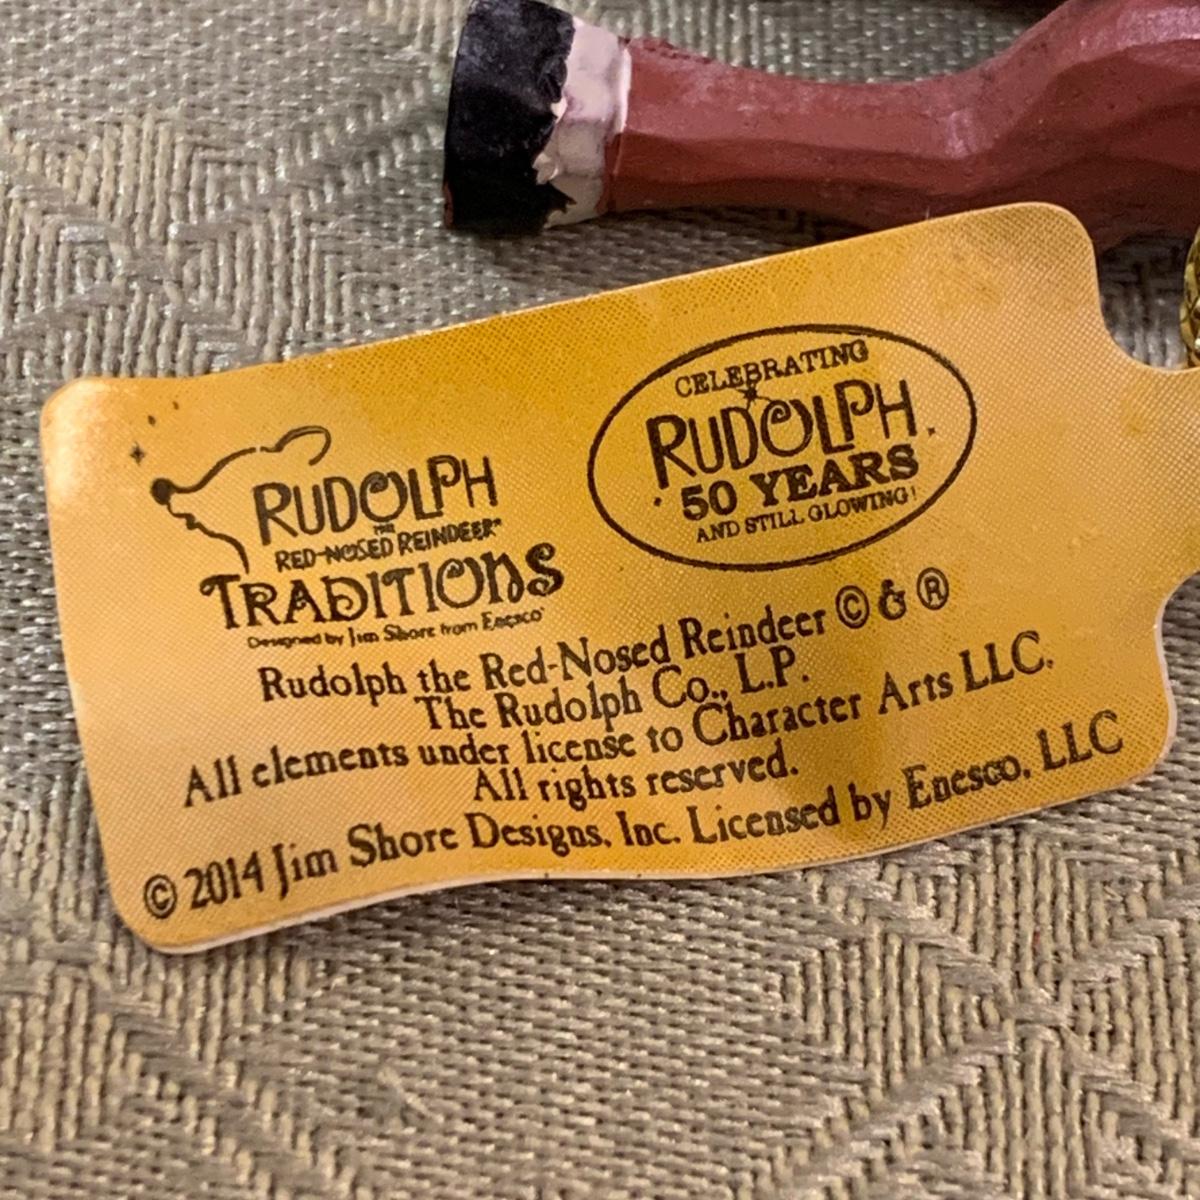 RUDOLPH
THE
RED-NOSED REINDEER®
TRADITIONS
Designed by Jim Shore from Enesco
CELEBRATING
RUDOLPH
50 YEARS
AND STILL GLOWING!
Rudolph the Red-Nosed Reindeer © & ®
The Rudolph Co., L.P.
All elements under license to Character Arts LLC.
All rights reserved.
© 2014 Jim Shore Designs, Inc. Licensed by Enesco, LLC